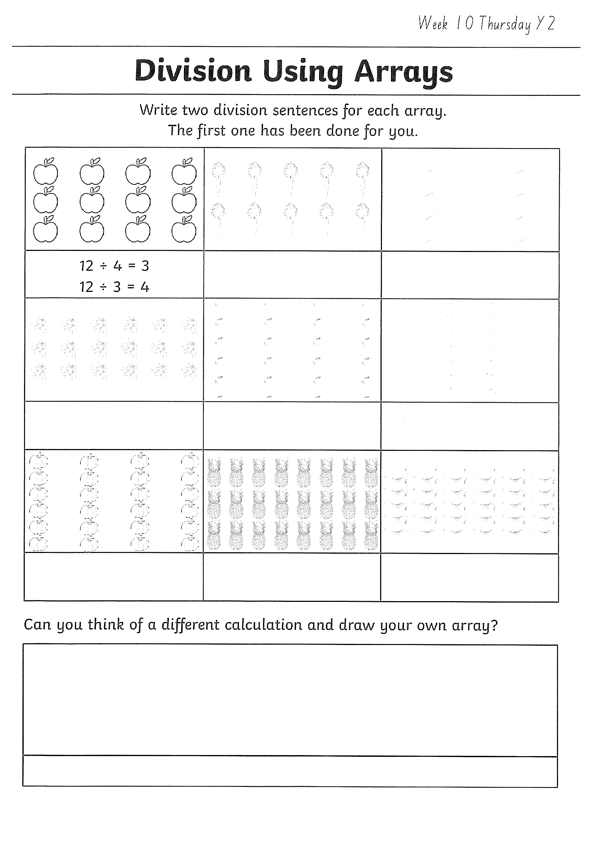 Week 10 Thursday Y2
Division Using Arrays
Write two division sentences for each array.
The first one has been done for you.
12 ÷ 4 = 3
12 ÷ 3 = 4
Can you think of a different calculation and draw your own array?